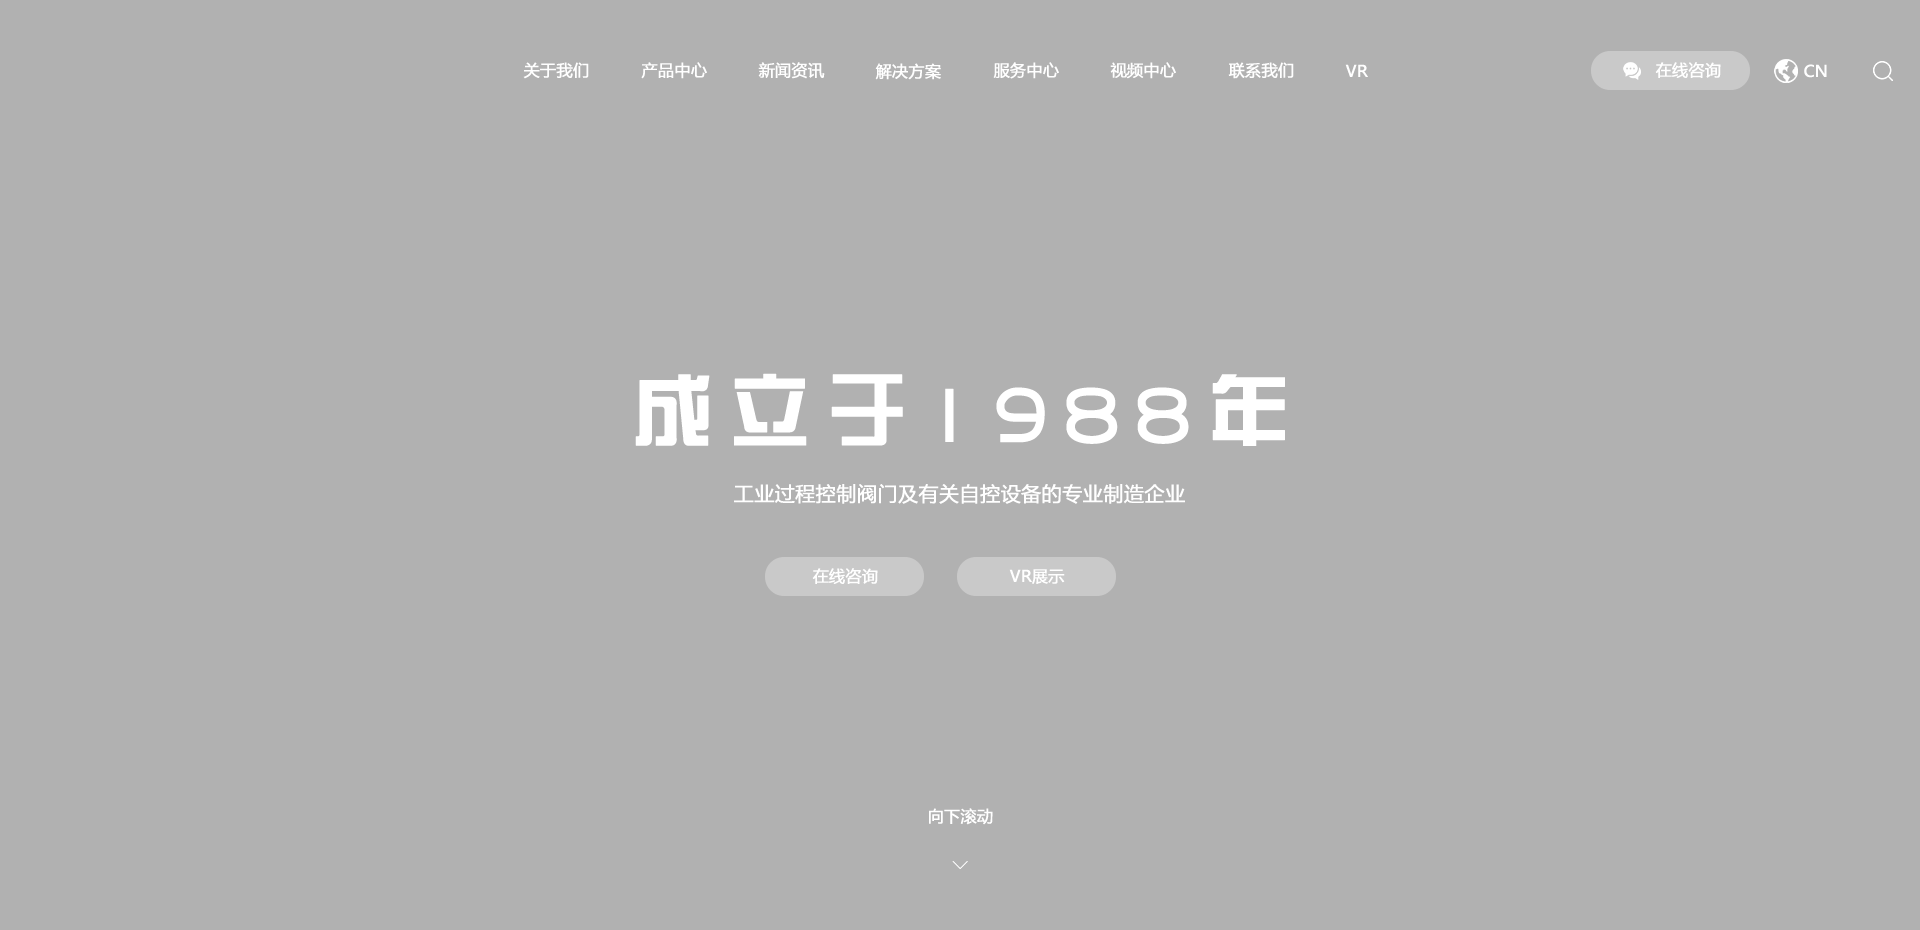 关于我们 产品中心 新闻资讯 解决方案 服务中心 视频中心 联系我们 VR 在线咨询 CN
成立于1988年
工业过程控制阀门及有关自控设备的专业制造企业
在线咨询 VR展示
向下滚动